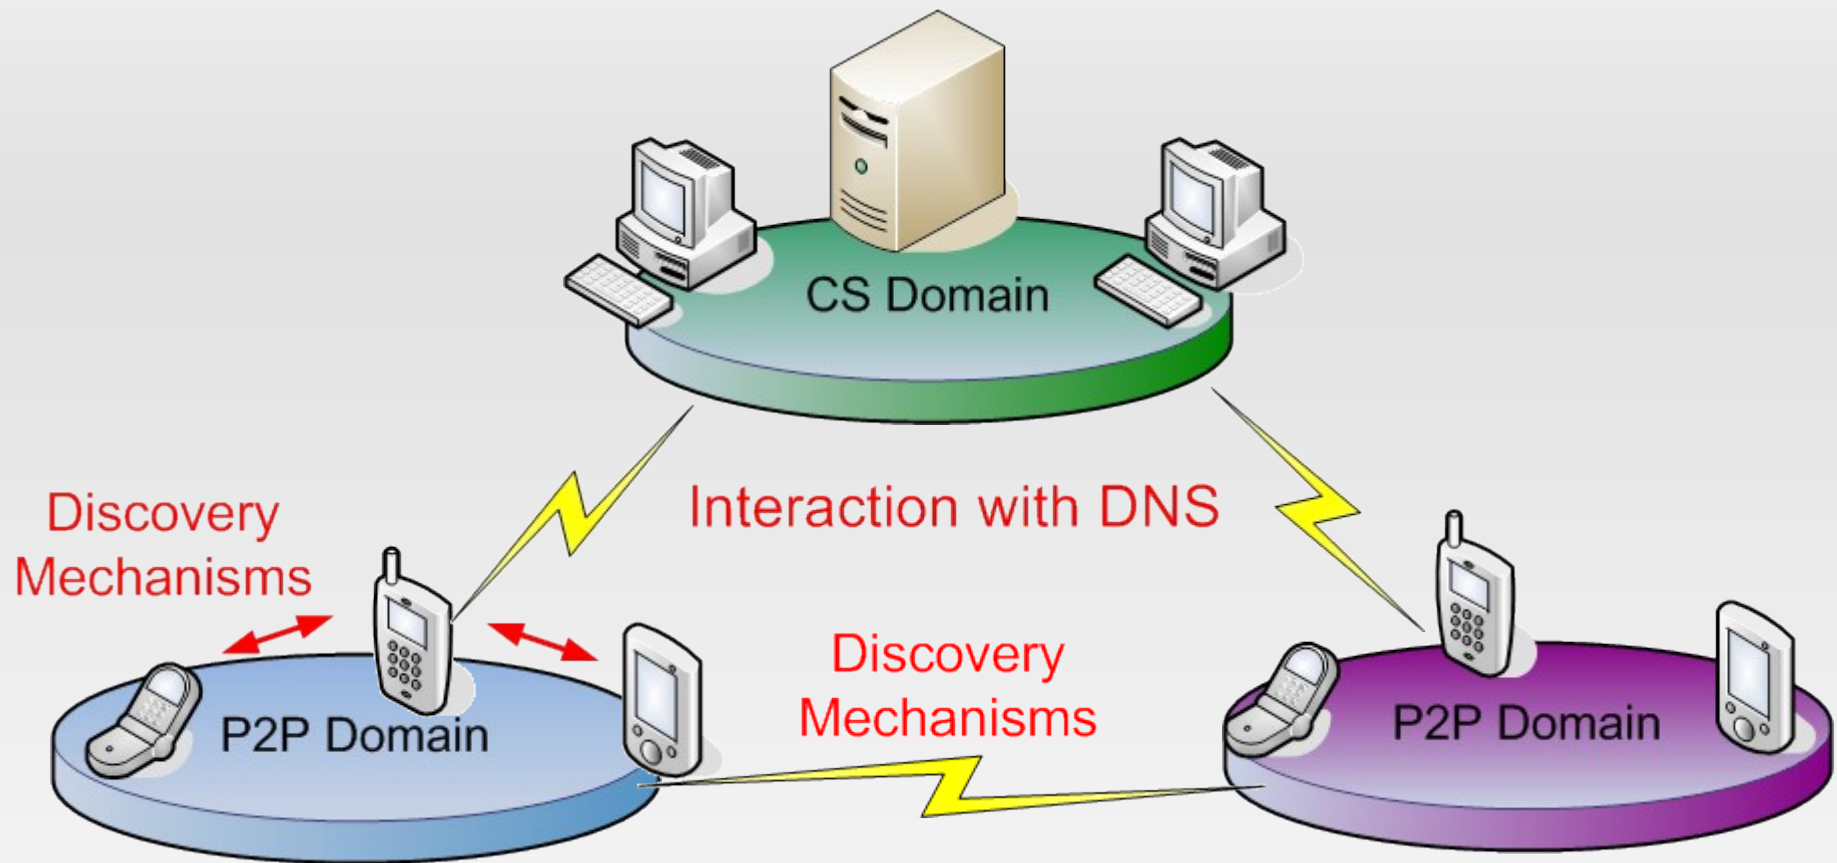 CS Domain
Interaction with DNS
Discovery
Mechanisms
Discovery
Mechanisms
P2P Domain
P2P Domain